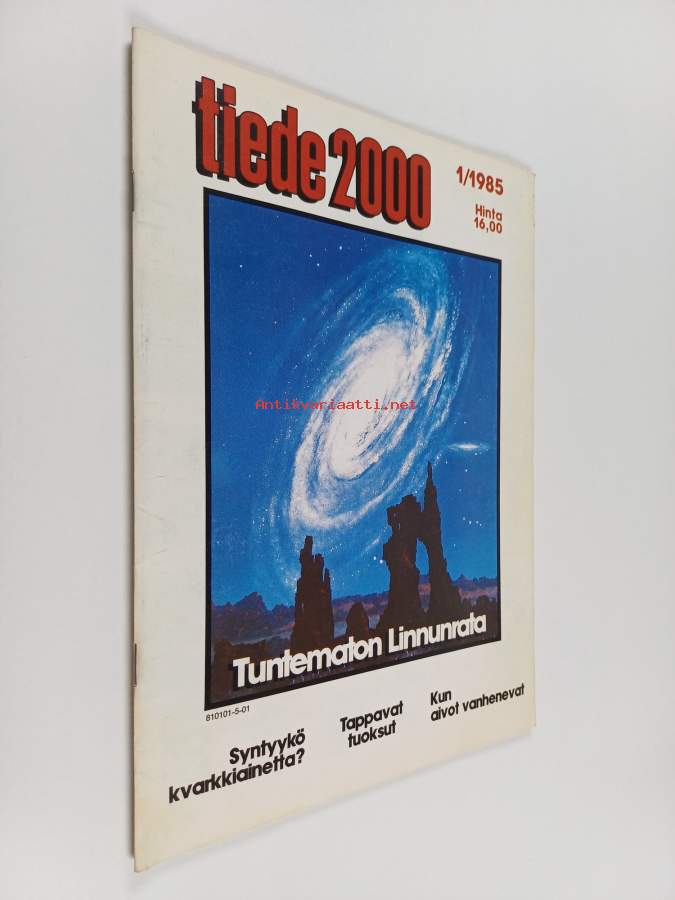 tiede 2000
1/1985
Hinta
16,00
Antikvariaatti.net
Tuntematon Linnunrata
810101-5-01
Syntyykö
kvarkkiainetta?
Tappavat
tuoksut
Kun
aivot vanhenevat